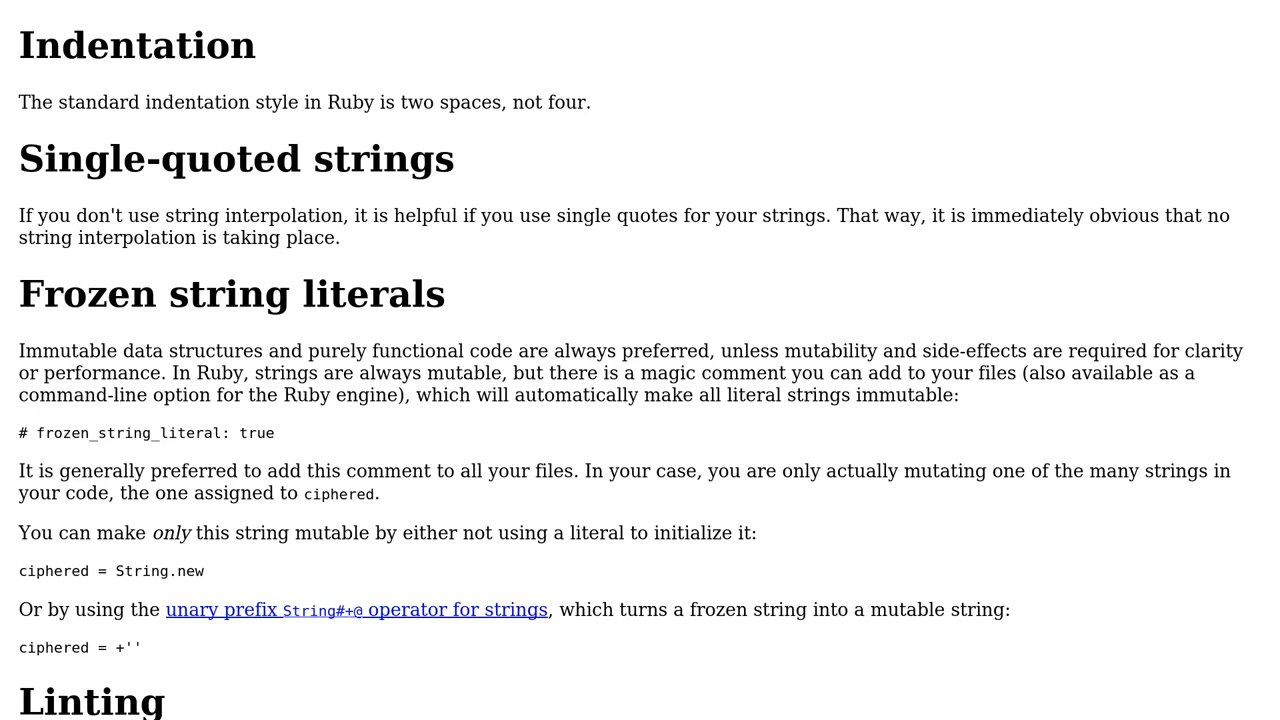 Indentation
The standard indentation style in Ruby is two spaces, not four.
Single-quoted strings
If you don't use string interpolation, it is helpful if you use single quotes for your strings. That way, it is immediately obvious that no
string interpolation is taking place.
Frozen string literals
Immutable data structures and purely functional code are always preferred, unless mutability and side-effects are required for clarity
or performance. In Ruby, strings are always mutable, but there is a magic comment you can add to your files (also available as a
command-line option for the Ruby engine), which will automatically make all literal strings immutable:
# frozen_string_literal: true
It is generally preferred to add this comment to all your files. In your case, you are only actually mutating one of the many strings in
your code, the one assigned to ciphered.
You can make only this string mutable by either not using a literal to initialize it:
ciphered = String.new
Or by using the unary prefix String#+@ operator for strings, which turns a frozen string into a mutable string:
ciphered = +''
Linting